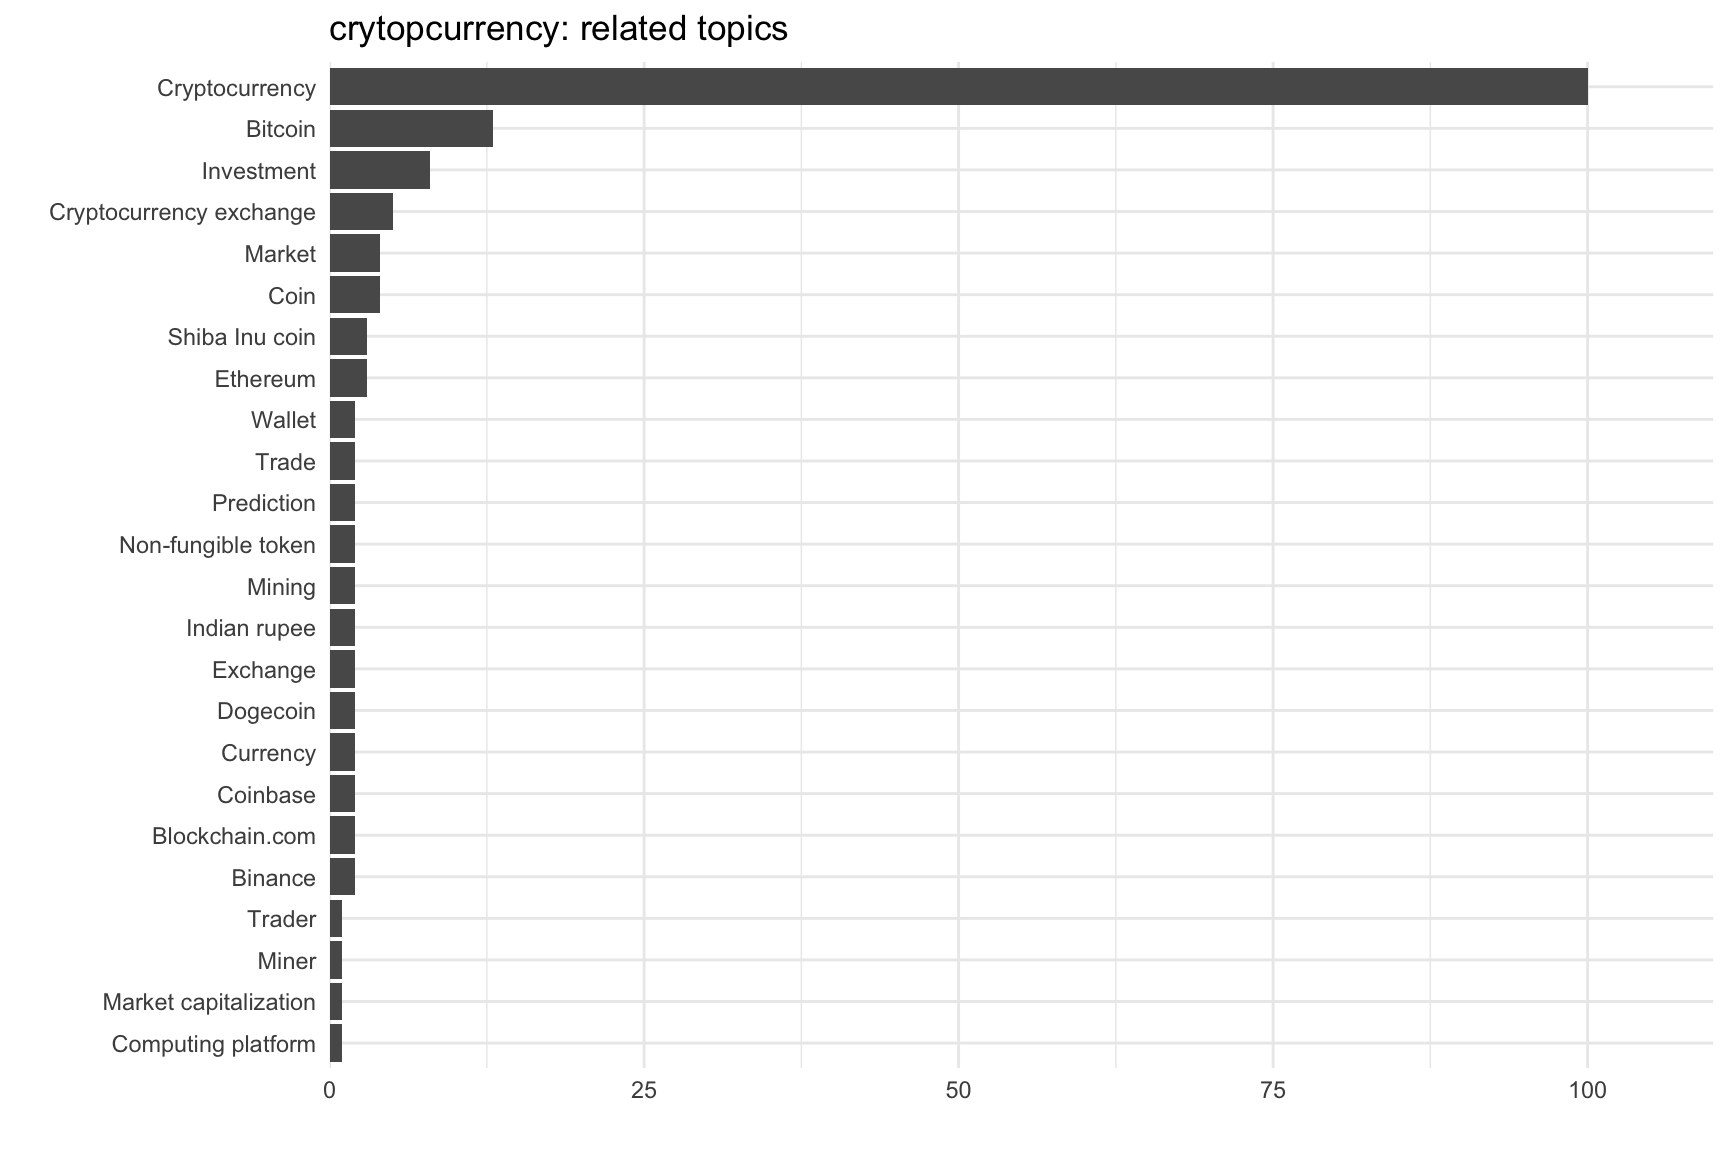 crytopcurrency: related topics
Cryptocurrency
Bitcoin
Investment
Cryptocurrency exchange
Market
Coin
Shiba Inu coin
Ethereum
Wallet
Trade
Prediction
Non-fungible token
Mining
Indian rupee
Exchange
Dogecoin
Currency
Coinbase
Blockchain.com
Binance
Trader
Miner
Market capitalization
Computing platform
0 25 50 75 100